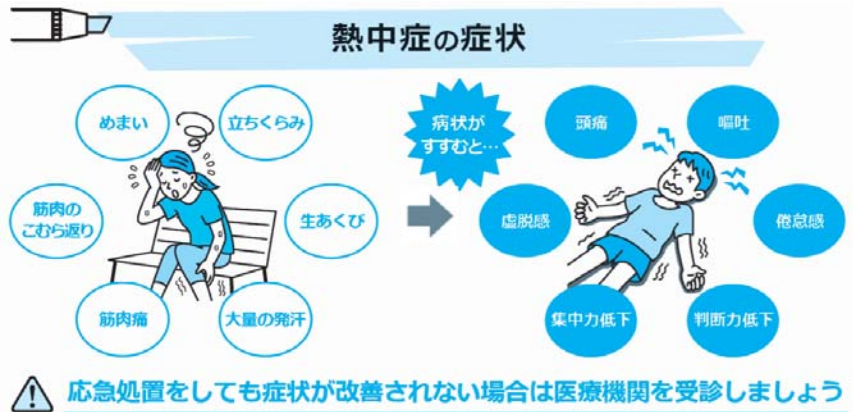 熱中症の症状
めまい
立ちくらみ
筋肉の
こむら返り
生あくび
筋肉痛
大量の発汗
病状が
すすむと…
頭痛
嘔吐
虚脱感
倦怠感
集中力低下
判断力低下
応急処置をしても症状が改善されない場合は医療機関を受診しましょう